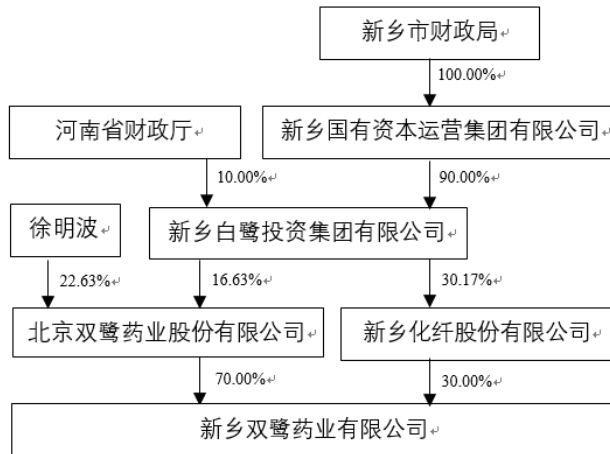 新乡市财政局
100.00%
河南省财政厅
新乡国有资本运营集团有限公司
10.00%
90.00%
徐明波
新乡白鹭投资集团有限公司
22.63%
16.63%
30.17%
北京双鹭药业股份有限公司
新乡化纤股份有限公司
70.00%
30.00%
新乡双鹭药业有限公司